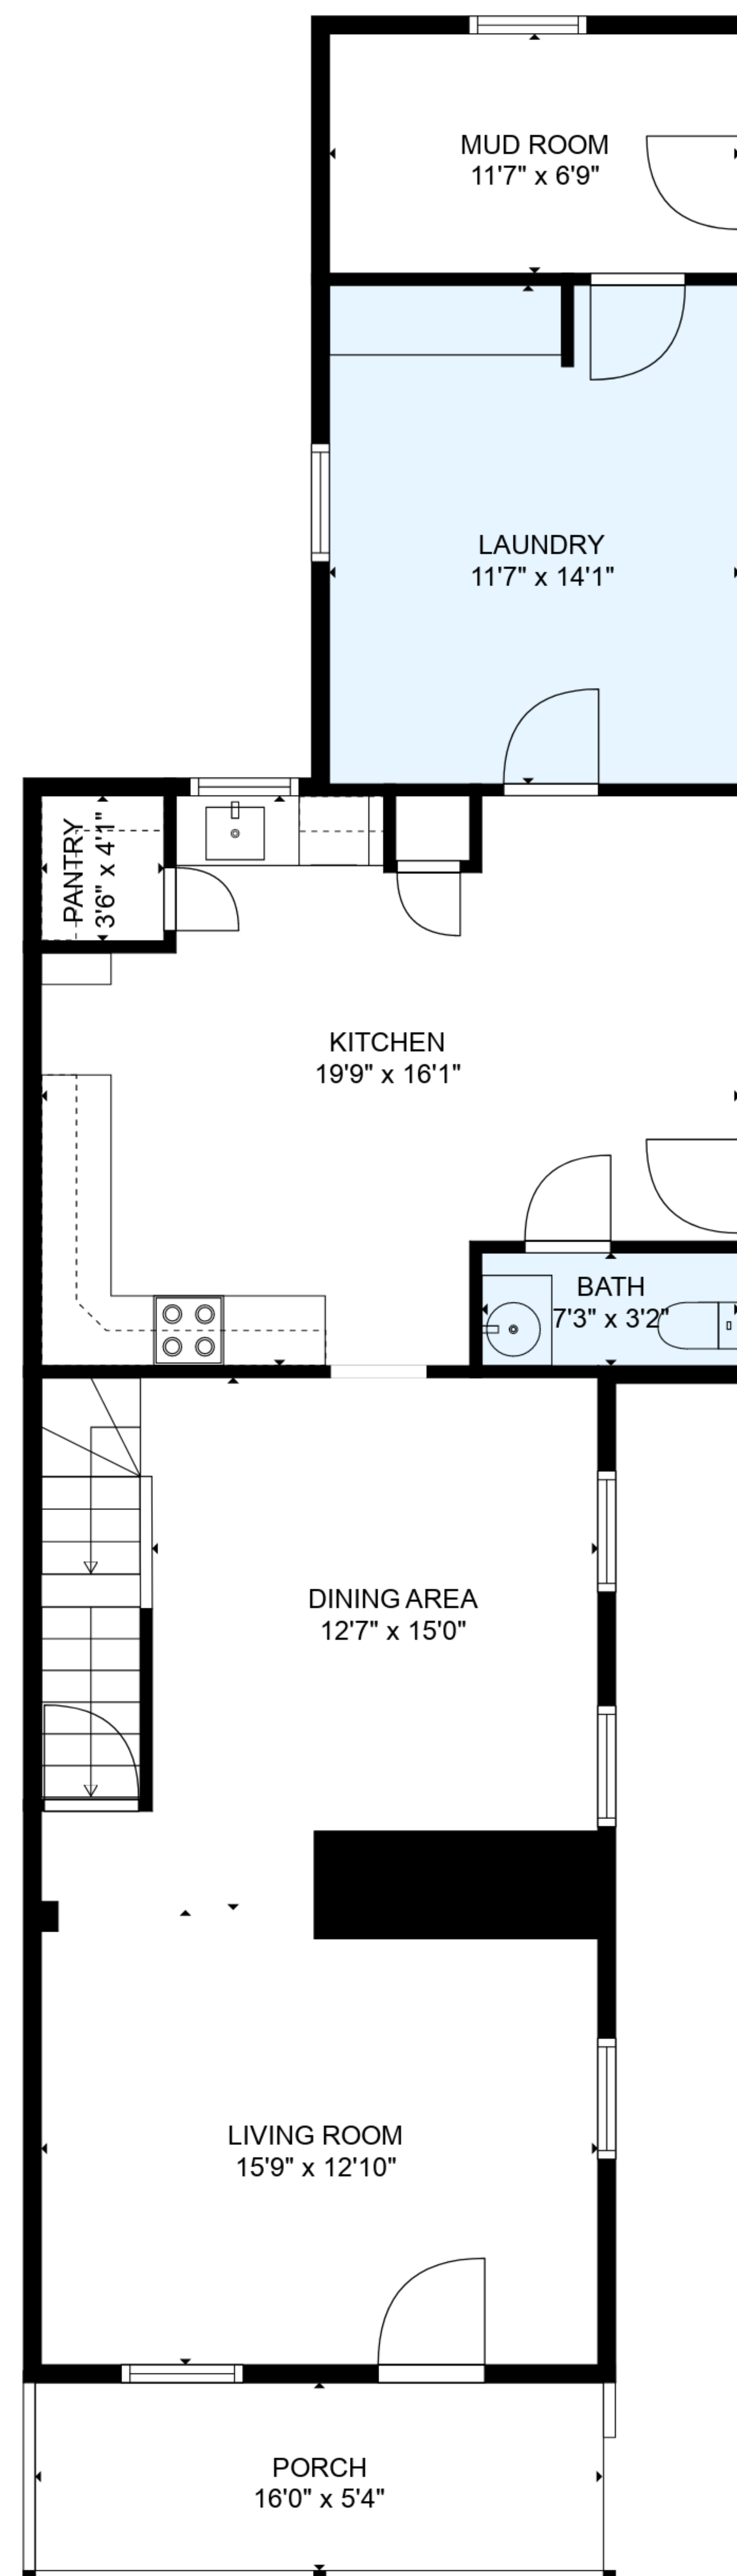 MUD ROOM
11'7" x 6'9"
LAUNDRY
11'7" x 14'1"
PANTRY
3'6" x 4'1"
KITCHEN
19'9" x 16'1"
BATH
7'3" x 3'2"
DINING AREA
12'7" x 15'0"
LIVING ROOM
15'9" x 12'10"
PORCH
16'0" x 5'4"